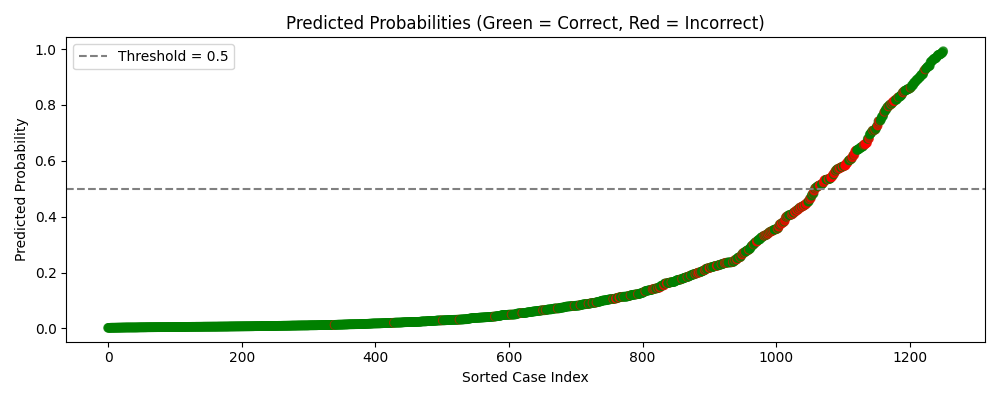 Predicted Probabilities (Green = Correct, Red = Incorrect)
Threshold = 0.5
Predicted Probability
1.0
0.8
0.6
0.4
0.2
0.0
0 200 400 600 800 1000 1200
Sorted Case Index